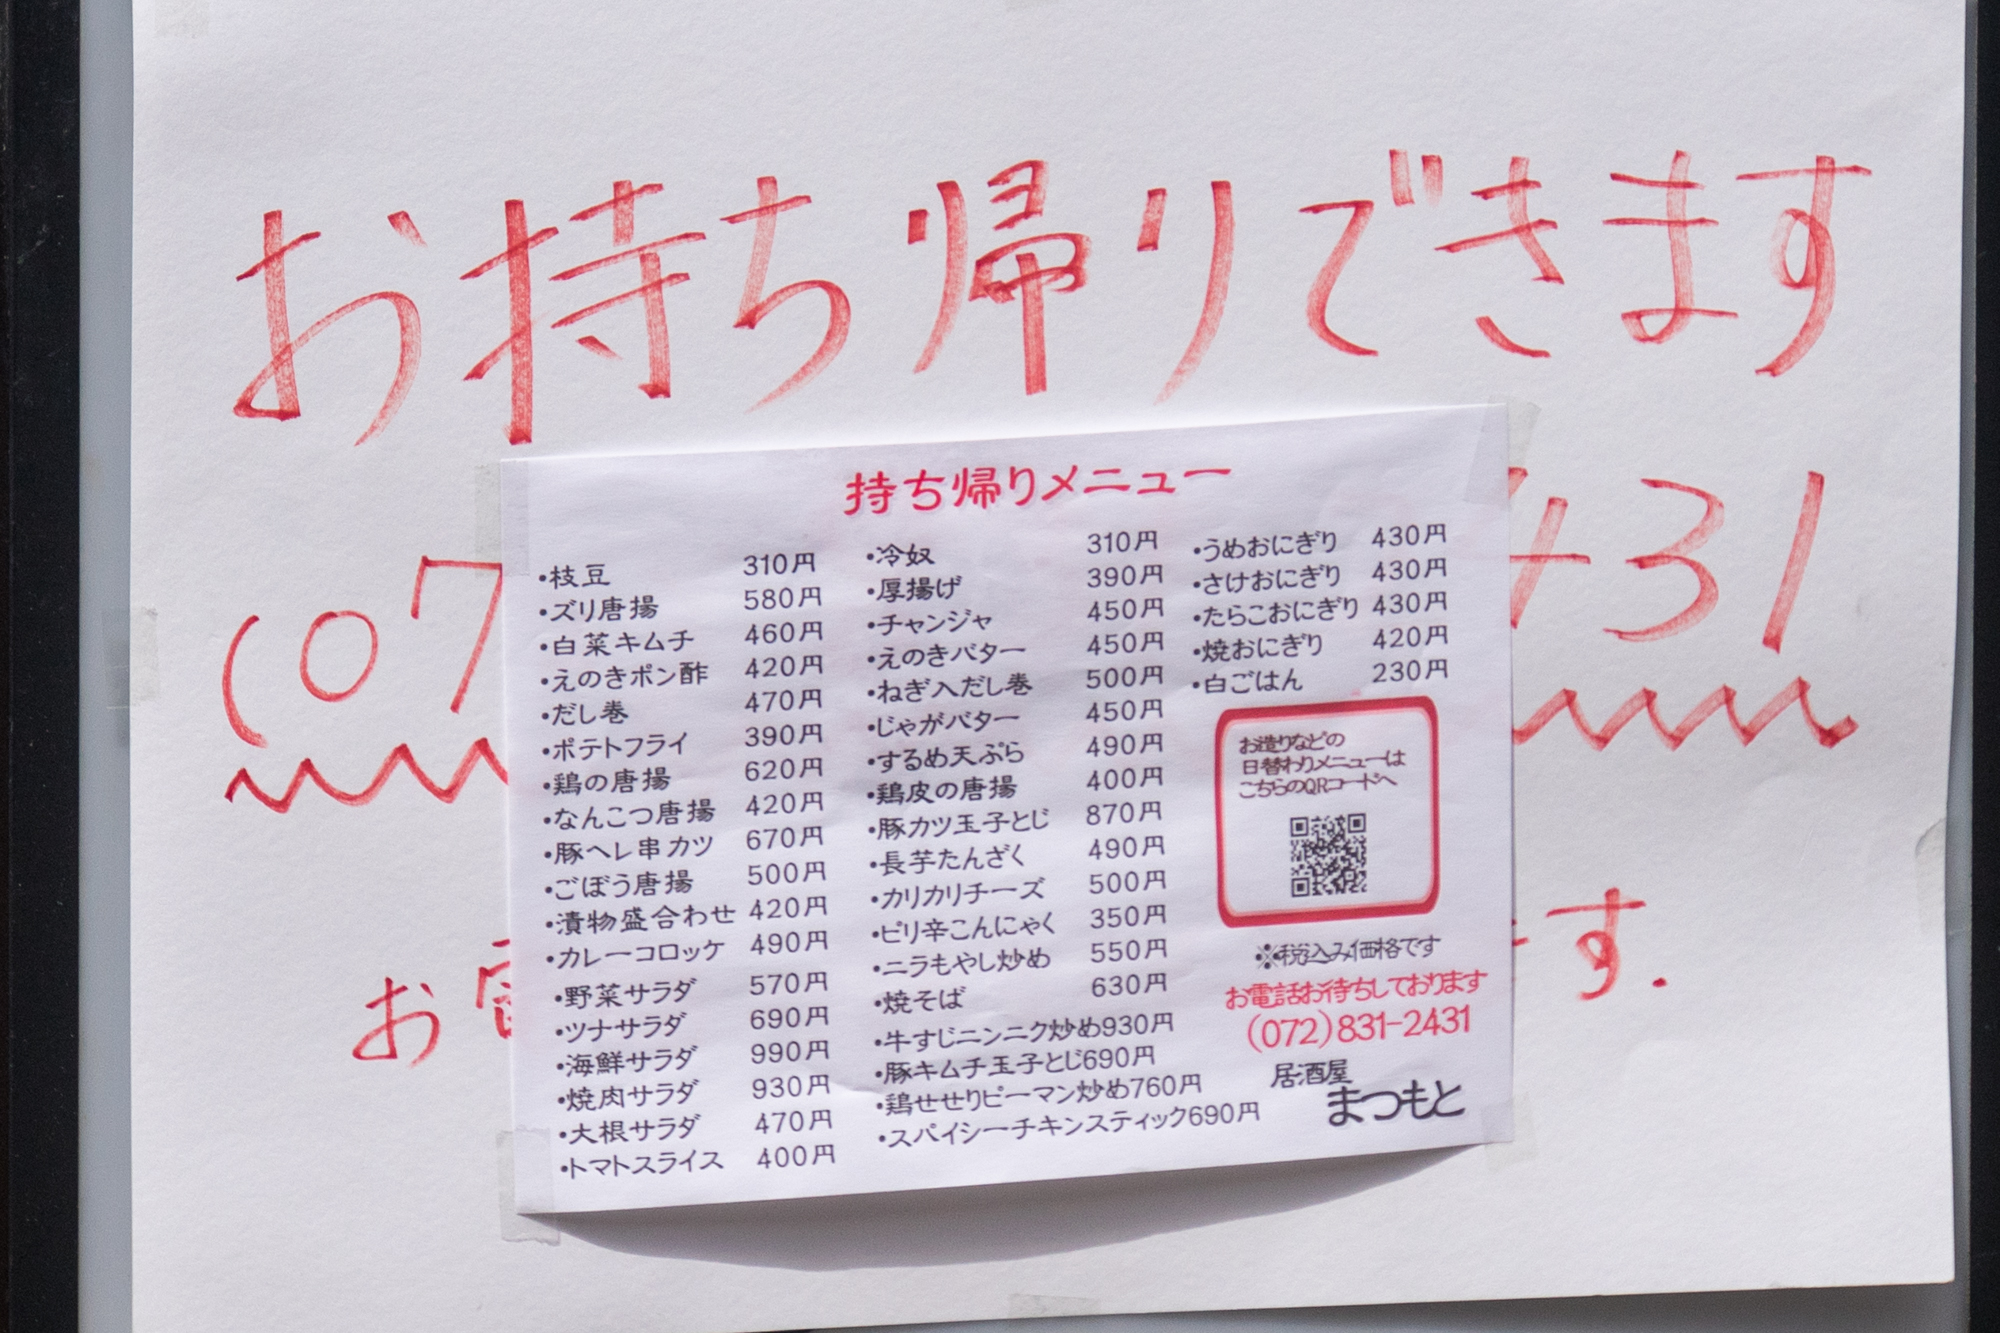 お持ち帰りできます
(07
431
お
す.
持ち帰りメニュー
・枝豆 310円
・ズリ唐揚 580円
・白菜キムチ 460円
・えのきポン酢 420円
・だし巻 470円
・ポテトフライ 390円
・鶏の唐揚 620円
・なんこつ唐揚 420円
・豚ヘレ串カツ 670円
・ごぼう唐揚 500円
・漬物盛合わせ 420円
・カレーコロッケ 490円
・野菜サラダ 570円
・ツナサラダ 690円
・海鮮サラダ 990円
・焼肉サラダ 930円
・大根サラダ 470円
・トマトスライス 400円
・冷奴 310円
・厚揚げ 390円
・チャンジャ 450円
・えのきバター 450円
・ねぎ入だし巻 500円
・じゃがバター 450円
・するめ天ぷら 490円
・鶏皮の唐揚 400円
・豚カツ玉子とじ 870円
・長芋たんざく 490円
・カリカリチーズ 500円
・ピリ辛こんにゃく 350円
・ニラもやし炒め 550円
・焼そば 630円
・牛すじニンニク炒め930円
・豚キムチ玉子とじ690円
・鶏せせりピーマン炒め760円
・スパイシーチキンスティック690円
・うめおにぎり 430円
・さけおにぎり 430円
・たらこおにぎり 430円
・焼おにぎり 420円
・白ごはん 230円
お造りなどの
日替わりメニューは
こちらのQRコードへ
※税込み価格です
お電話お待ちしております
(072)831-2431
居酒屋
まつもと